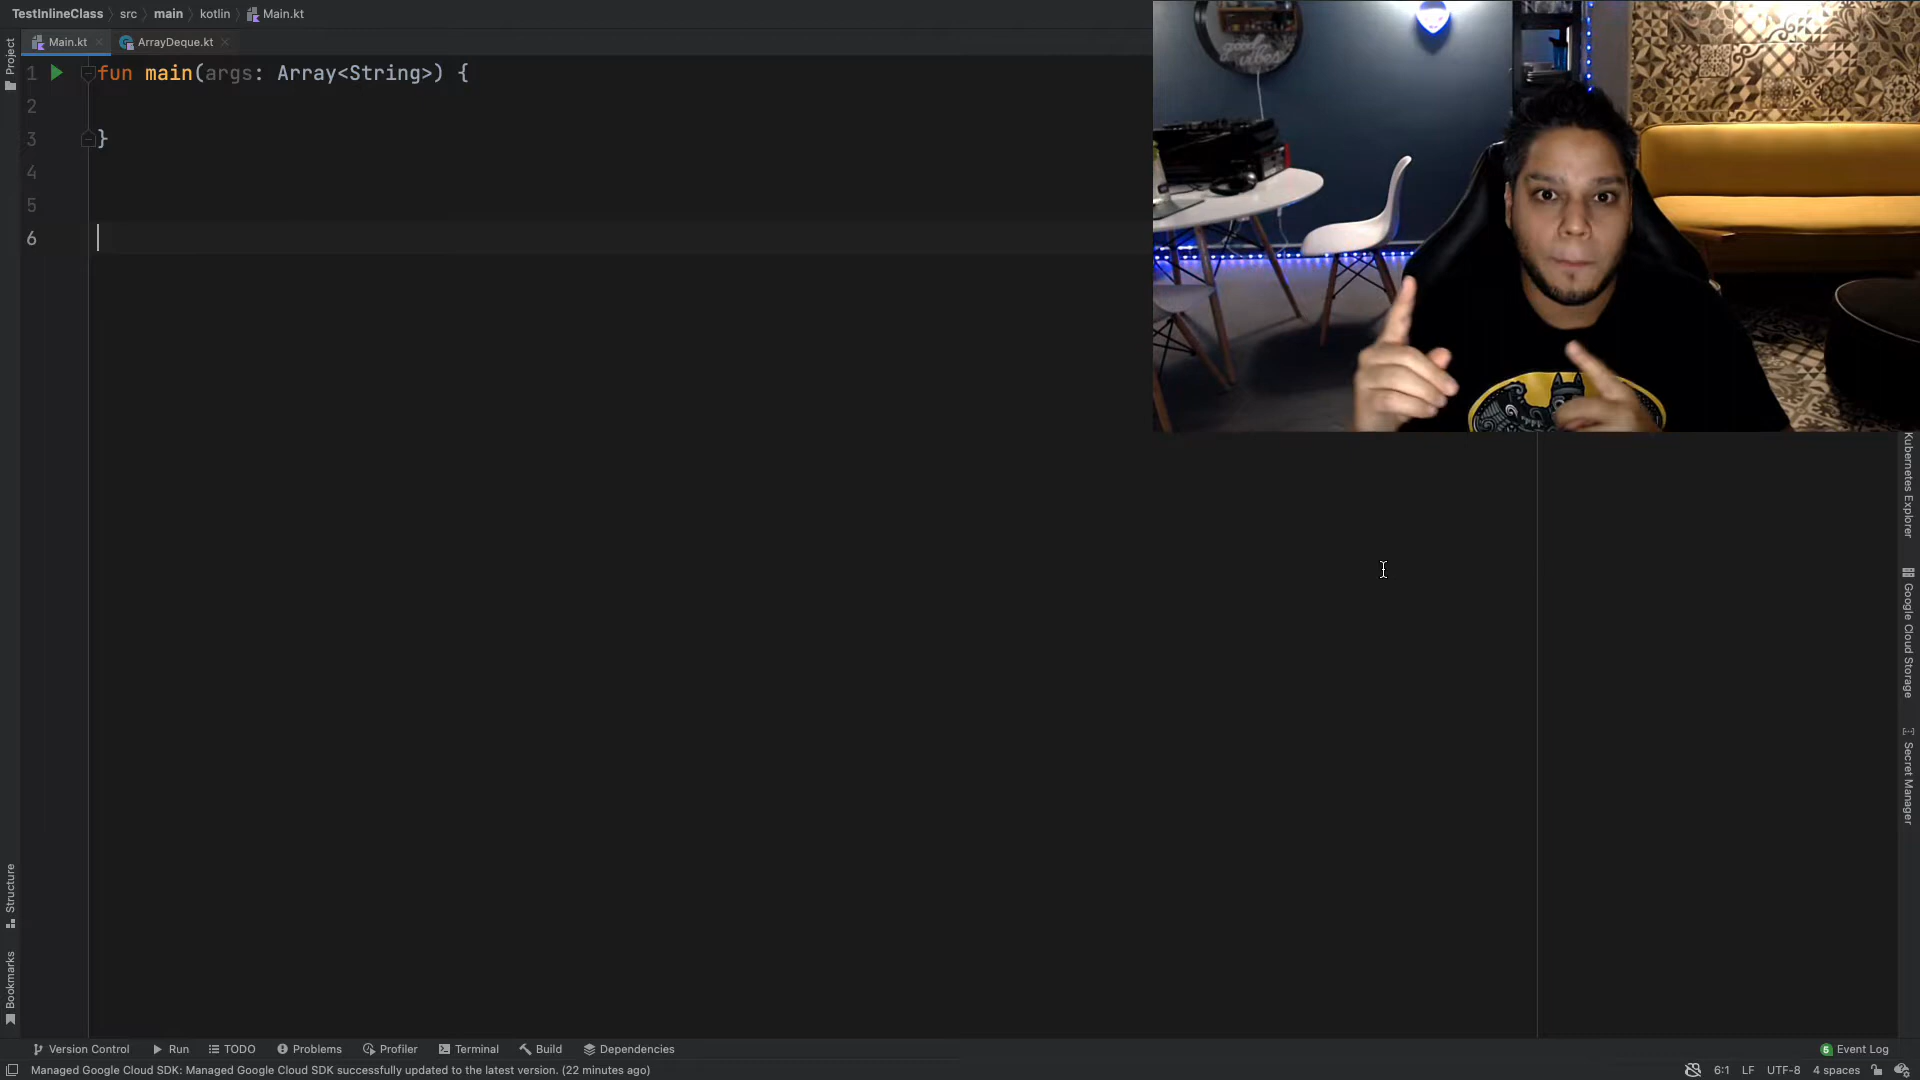 TestInlineClass src main kotlin Main.kt
Main.kt ArrayDeque.kt
Project
1 fun main(args: Array<String>) {
2
3 }
4
5
6
good vibes
Kubernetes Explorer
Google Cloud Storage
Secret Manager
Structure
Bookmarks
Version Control Run TODO Problems Profiler Terminal Build Dependencies 5 Event Log
Managed Google Cloud SDK: Managed Google Cloud SDK successfully updated to the latest version. (22 minutes ago) 6:1 LF UTF-8 4 spaces